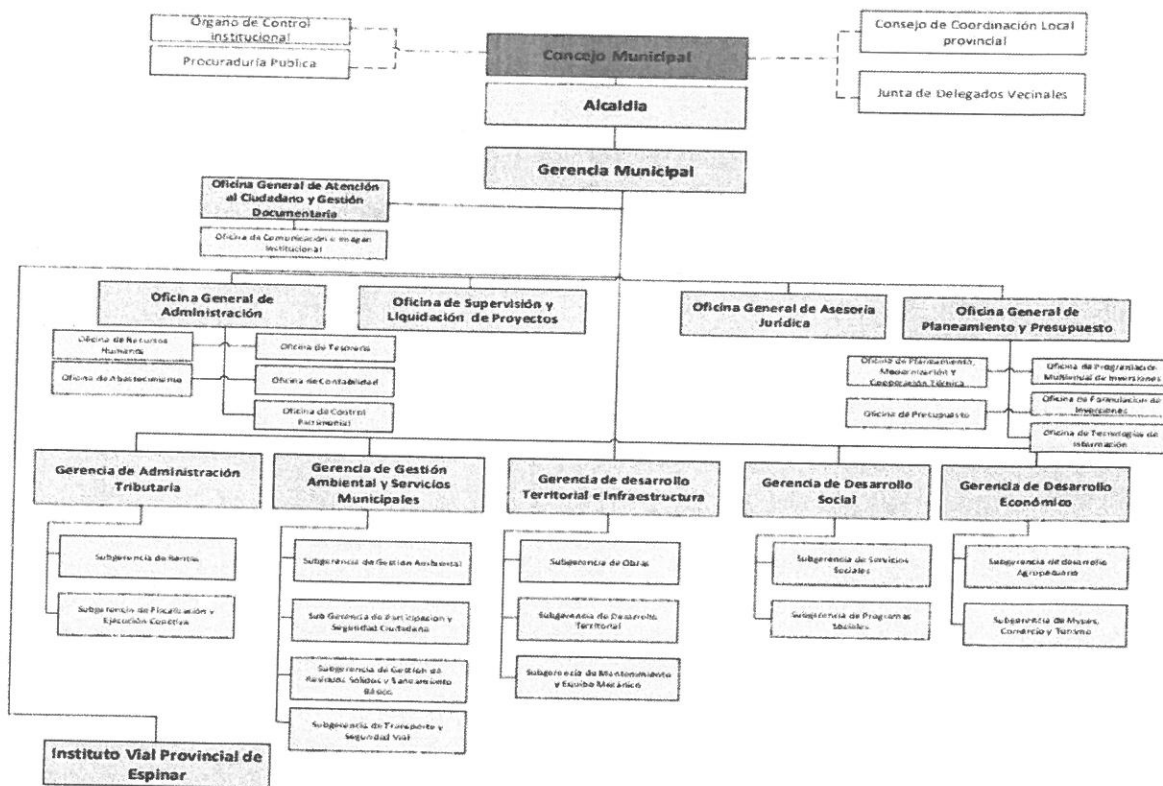 Órgano de Control
institucional
Procuraduría Publica
Concejo Municipal
Consejo de Coordinación Local
provincial
Junta de Delegados Vecinales
Alcaldia
Gerencia Municipal
Oficina General de Atención
al Ciudadano y Gestión
Documentaria
Oficina de Comunicación e Imagen
Institucional
Oficina General de
Administración
Oficina de Supervisión y
Liquidación de Proyectos
Oficina General de Asesoria
Jurídica
Oficina General de
Planeamiento y Presupuesto
Oficina de Recursos
Humanos
Oficina de Tesoreria
Oficina de Abastecimiento
Oficina de Contabilidad
Oficina de Control
Patrimonial
Oficina de Planeamiento,
Modernización Y
Cooperación Técnica
Oficina de Programación
Multianual de Inversiones
Oficina de Presupuesto
Oficina de Formulacion de
Inversiones
Oficina de Tecnologias de
Información
Gerencia de Administración
Tributaria
Gerencia de Gestión
Ambiental y Servicios
Municipales
Gerencia de desarrollo
Territorial e Infraestructura
Gerencia de Desarrollo
Social
Gerencia de Desarrollo
Económico
Subgerencia de Rentas
Subgerencia de Fiscalización y
Ejecución Coactiva
Subgerencia de Gestion Ambiental
Sub Gerencia de Participacion y
Seguridad Ciudadana
Subgerencia de Gestion de
Residuos Solidos y Saneamiento
Básico
Subgerencia de Transporte y
Seguridad Vial
Subgerencia de Obras
Subgerencia de Desarrollo
Territorial
Subgerencia de Mantenimiento
y Equipo Mecánico
Subgerencia de Servicios
Sociales
Subgerencia de Programas
Sociales
Subgerencia de desarrollo
Agropecuario
Subgerencia de Mypes,
Comercio y Turismo
Instituto Vial Provincial de
Espinar